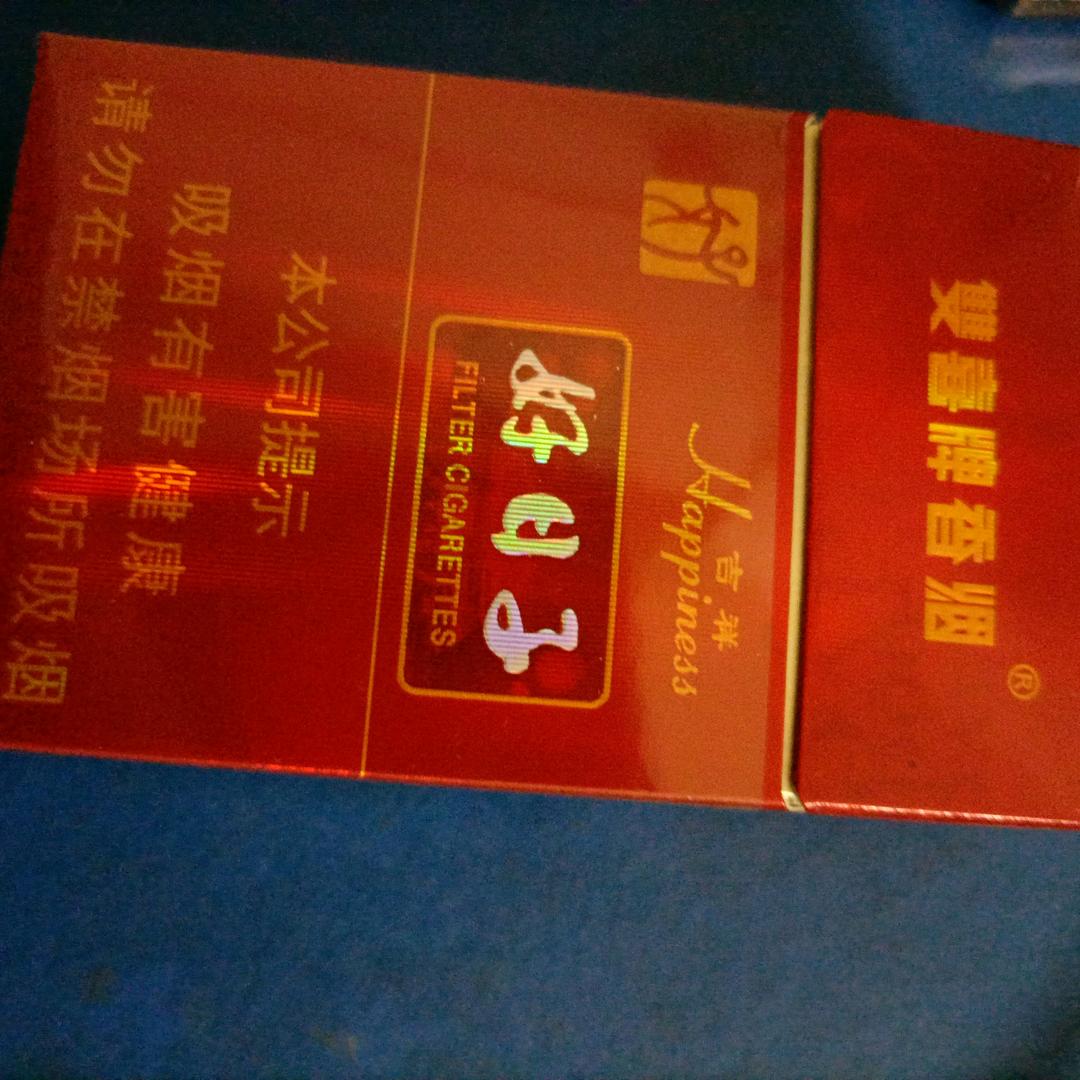 雙喜牌香烟
®
吉祥
Happiness
好日子
FILTER CIGARETTES
本公司提示
吸烟有害健康
请勿在禁烟场所吸烟